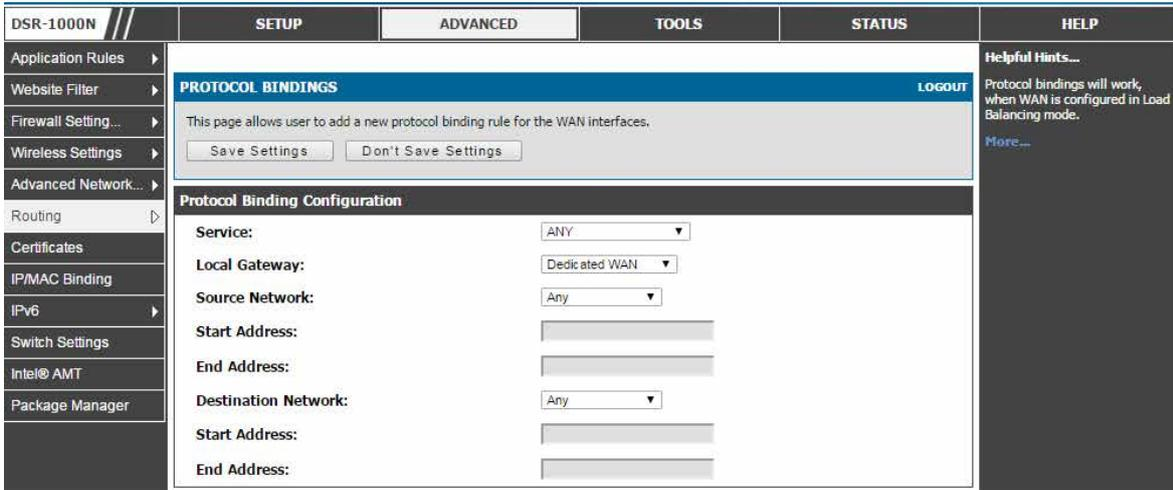 DSR-1000N
SETUP
ADVANCED
TOOLS
STATUS
HELP
Application Rules
Website Filter
Firewall Setting...
Wireless Settings
Advanced Network...
Routing
Certificates
IP/MAC Binding
IPv6
Switch Settings
Intel® AMT
Package Manager
PROTOCOL BINDINGS
LOGOUT
This page allows user to add a new protocol binding rule for the WAN interfaces.
Save Settings
Don't Save Settings
Protocol Binding Configuration
Service: ANY
Local Gateway: Dedicated WAN
Source Network: Any
Start Address:
End Address:
Destination Network: Any
Start Address:
End Address:
Helpful Hints...
Protocol bindings will work,
when WAN is configured in Load
Balancing mode.
More...